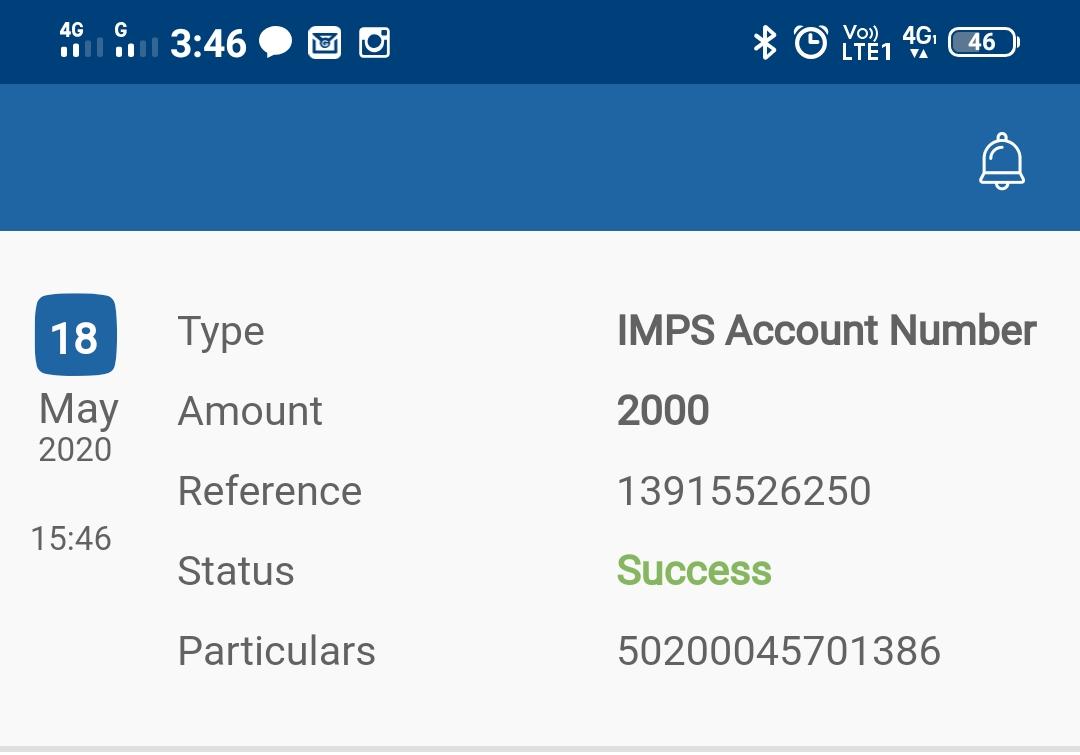 4G G 3:46 Vo)) LTE1 4G1 46
18
May
2020
15:46
Type IMPS Account Number
Amount 2000
Reference 13915526250
Status Success
Particulars 50200045701386